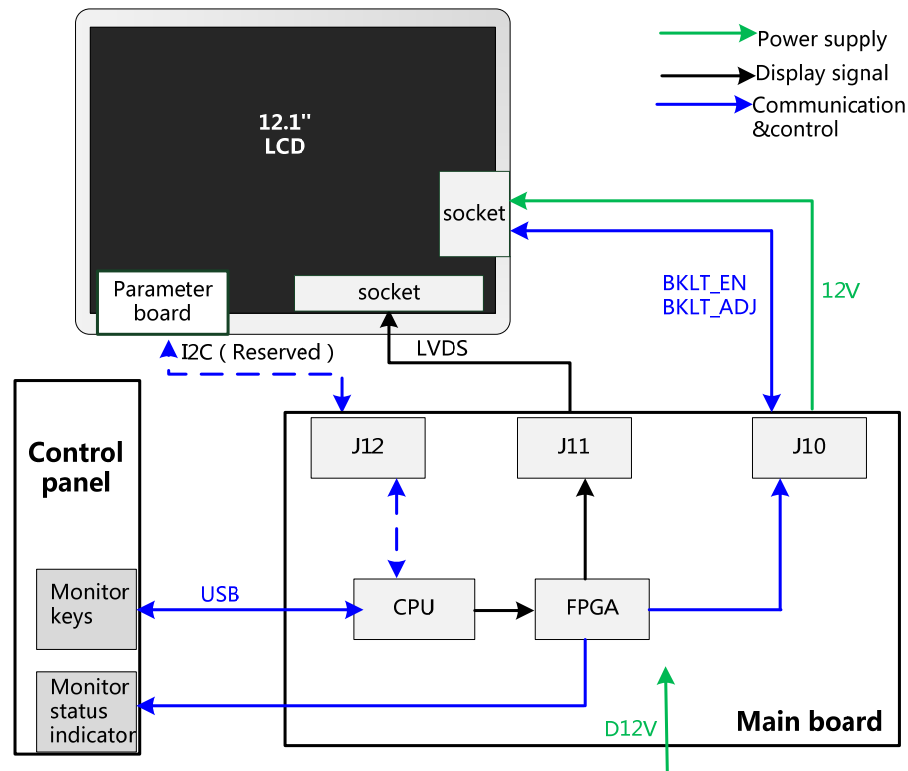 Power supply
Display signal
Communication
&control
12.1"
LCD
socket
BKLT_EN
BKLT_ADJ
12V
Parameter
board
socket
I2C ( Reserved )
LVDS
Control
panel
J12
J11
J10
Monitor
keys
USB
CPU
FPGA
Monitor
status
indicator
D12V
Main board